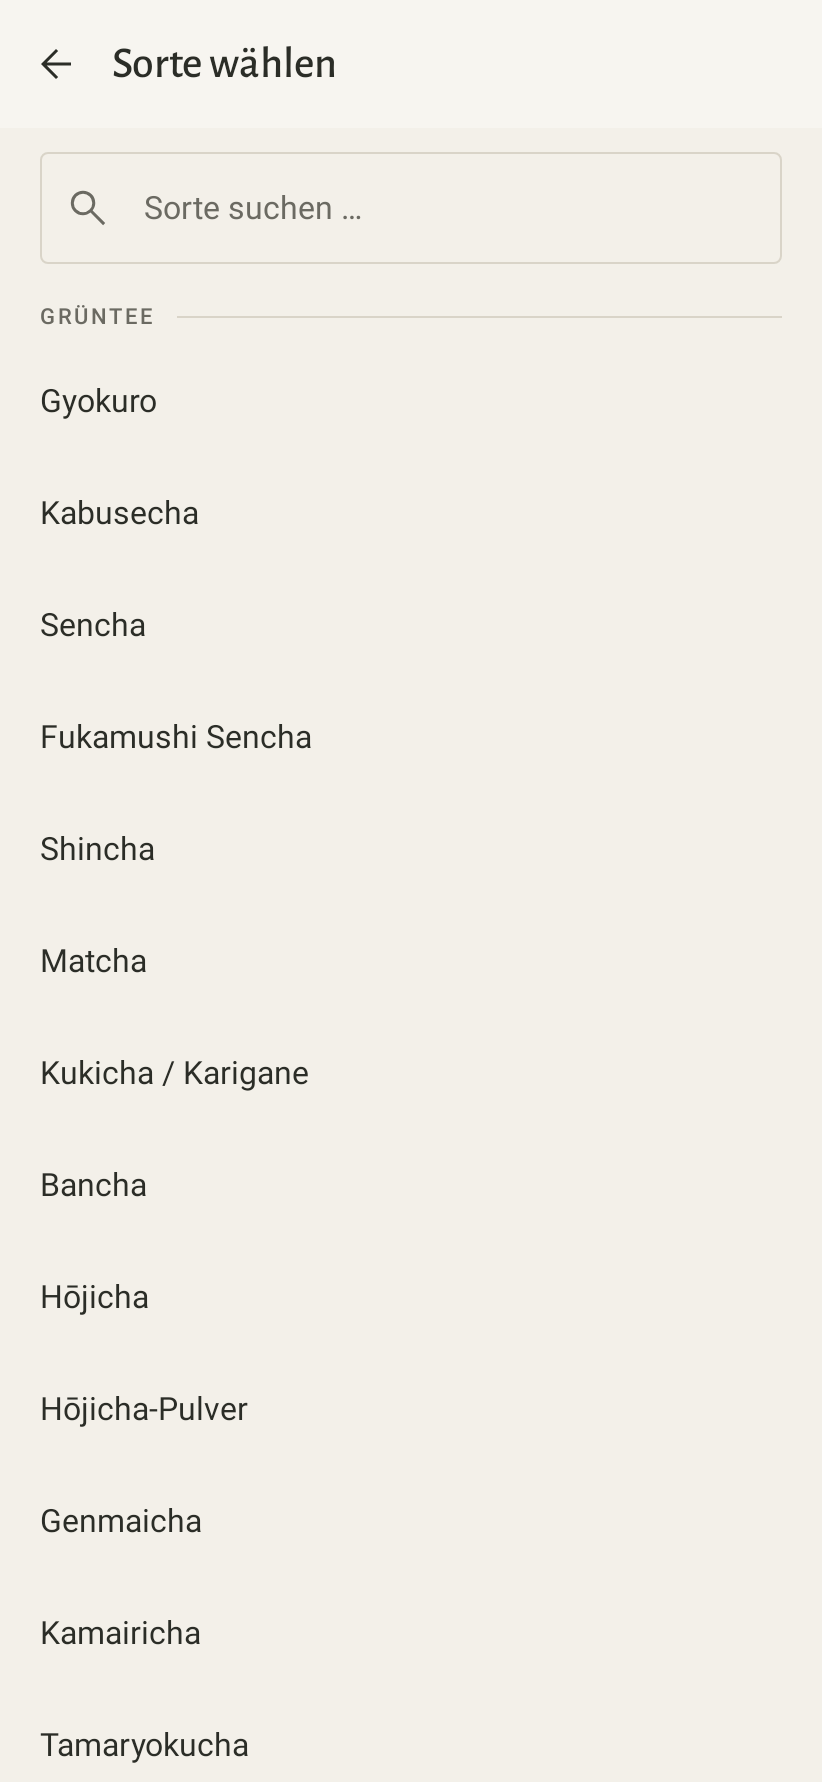 Sorte wählen
Sorte suchen …
GRÜNTEE
Gyokuro
Kabusecha
Sencha
Fukamushi Sencha
Shincha
Matcha
Kukicha / Karigane
Bancha
Hōjicha
Hōjicha-Pulver
Genmaicha
Kamairicha
Tamaryokucha